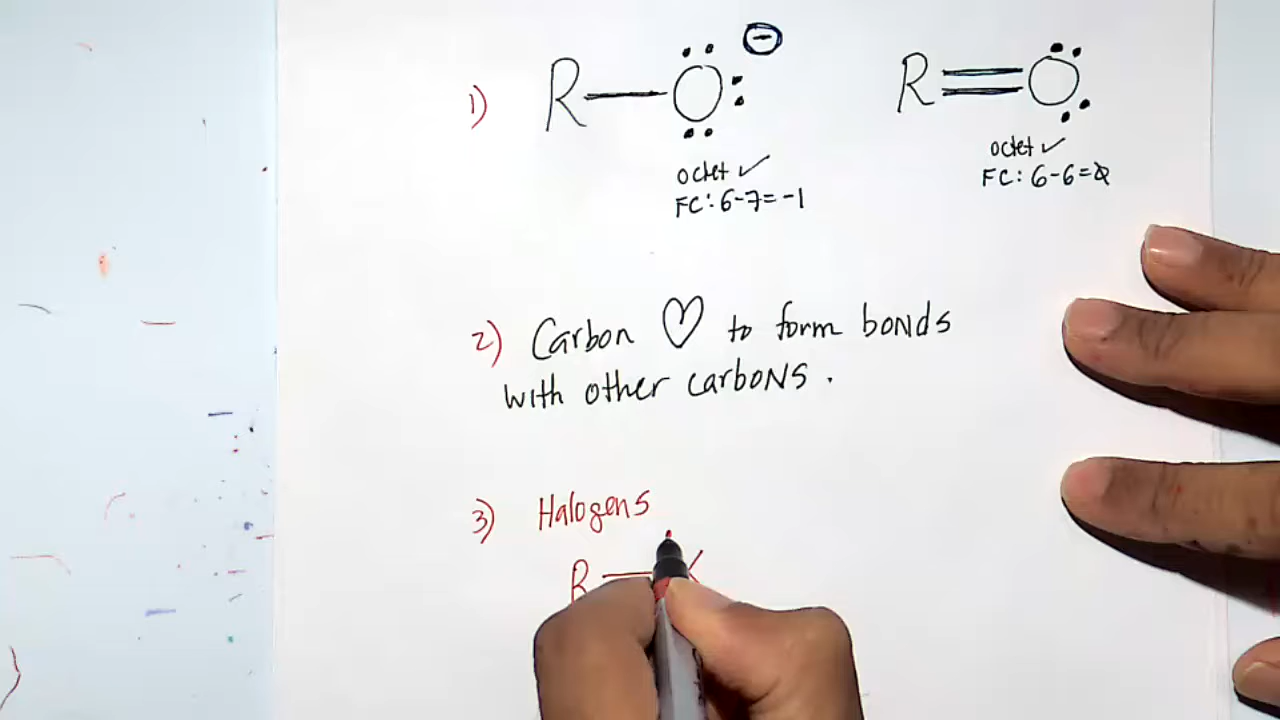 1) R—O ⊖ R=O
octet ✓ octet ✓
FC: 6-7=-1 FC: 6-6=0
2) Carbon ♡ to form bonds
with other carbons.
3) Halogens
R—